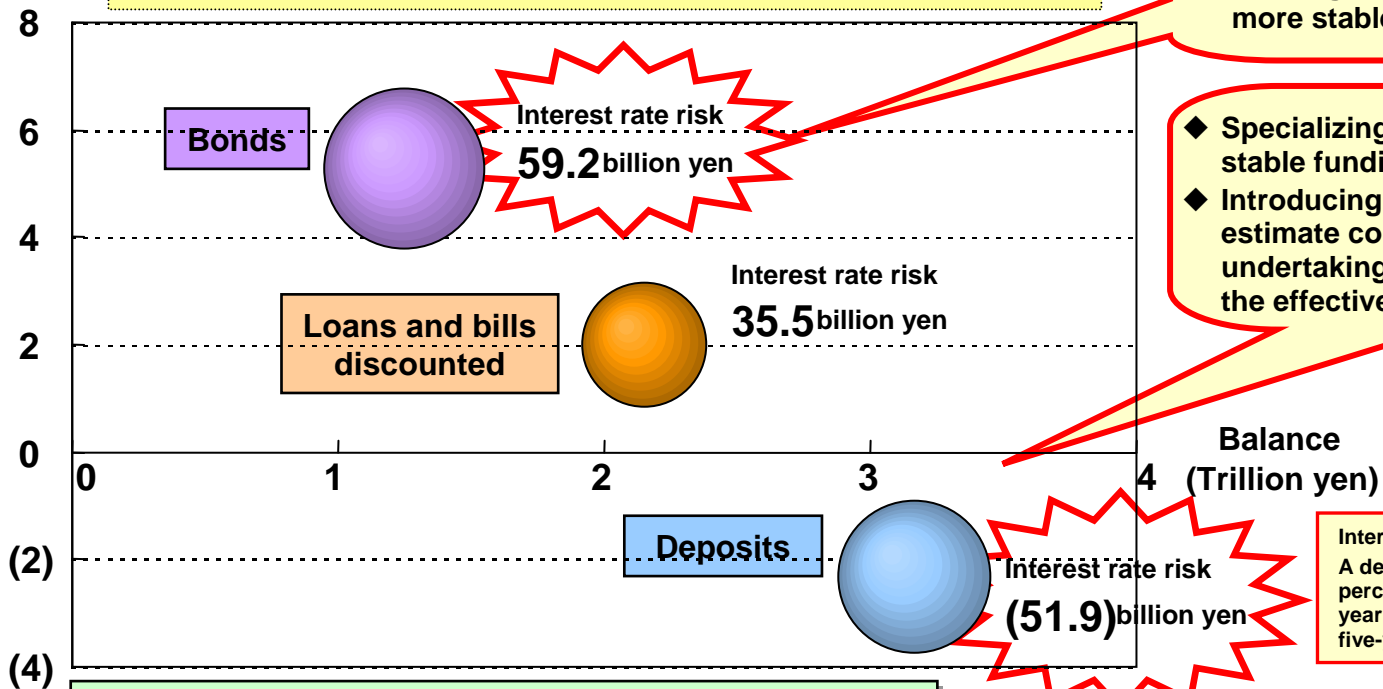 8
more stable
Interest rate risk
59.2 billion yen
Bonds
6
◆ Specializing
stable fundi
◆ Introducing
estimate co
undertaking
the effective
4
Interest rate risk
35.5 billion yen
Loans and bills
discounted
2
0
0 1 2 3 4
Balance
(Trillion yen)
Deposits
(2)
Interest rate risk
(51.9) billion yen
Inter
A de
perc
year
five-
(4)